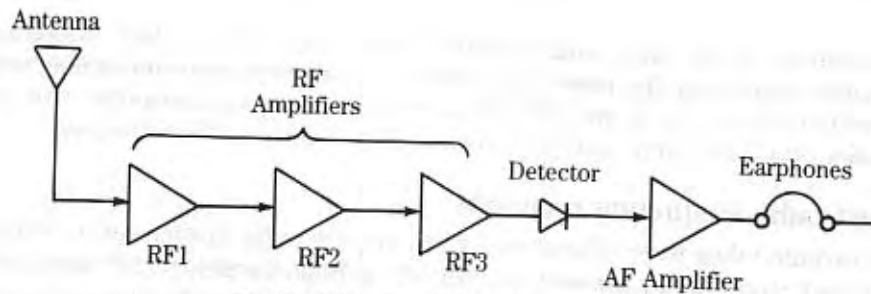 Antenna
RF
Amplifiers
Detector
Earphones
RF1
RF2
RF3
AF Amplifier